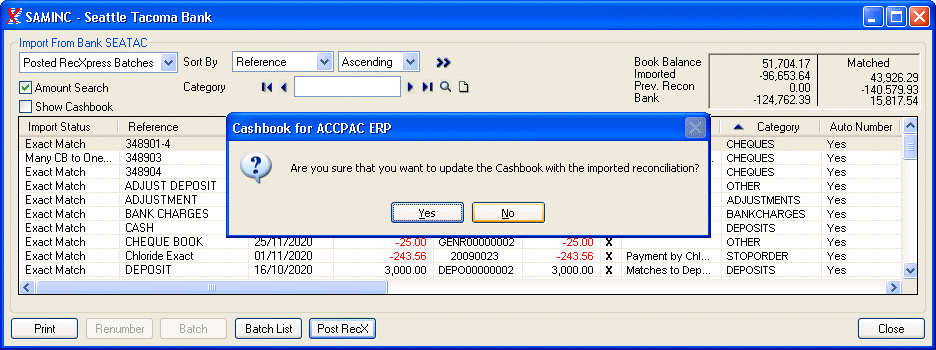 SAMINC - Seattle Tacoma Bank
Import From Bank SEATAC
Posted RecXpress Batches Sort By Reference Ascending
Amount Search Category
Show Cashbook
Book Balance 51,704.17 Matched
Imported -96,653.64 43,926.29
Prev. Recon 0.00 -140.579.93
Bank -124,762.39 15,817.54
Import Status Reference Category Auto Number
Exact Match 348901-4 CHEQUES Yes
Many CB to One... 348903 CHEQUES Yes
Exact Match 348904 CHEQUES Yes
Exact Match ADJUST DEPOSIT OTHER Yes
Exact Match ADJUSTMENT ADJUSTMENTS Yes
Exact Match BANK CHARGES BANKCHARGES Yes
Exact Match CASH DEPOSITS Yes
Exact Match CHEQUE BOOK 25/11/2020 -25.00 GENR00000002 -25.00 X OTHER Yes
Exact Match Chloride Exact 01/11/2020 -243.56 20090023 -243.56 X Payment by Chl... STOPORDER Yes
Exact Match DEPOSIT 16/10/2020 3,000.00 DEPO00000002 3,000.00 X Matches to Dep... DEPOSITS Yes
Cashbook for ACCPAC ERP
Are you sure that you want to update the Cashbook with the imported reconciliation?
Yes No
Print Renumber Batch Batch List Post RecX Close